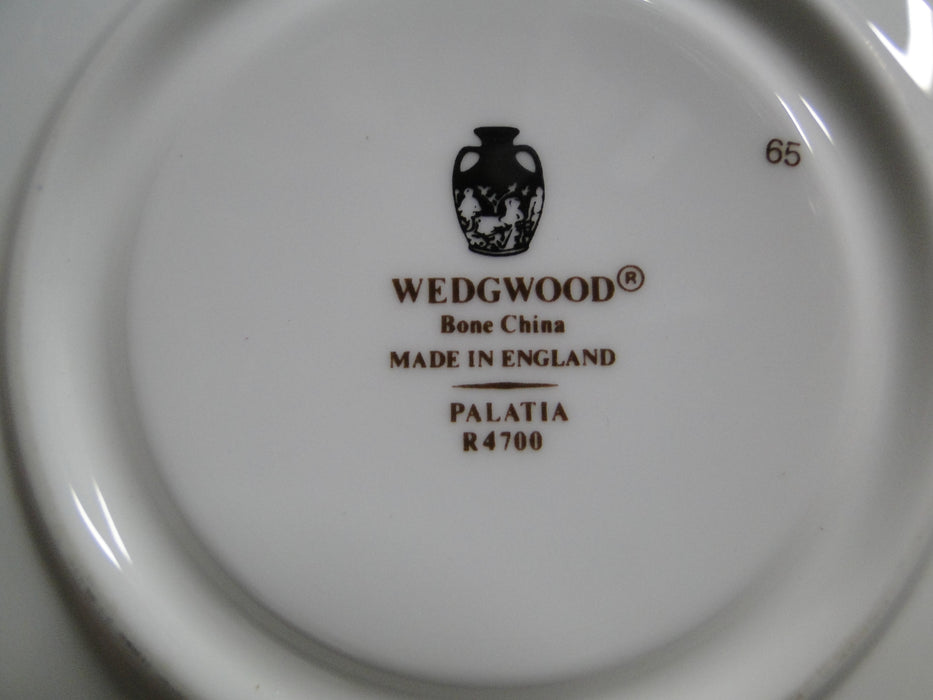 65
WEDGWOOD®
Bone China
MADE IN ENGLAND
PALATIA
R4700